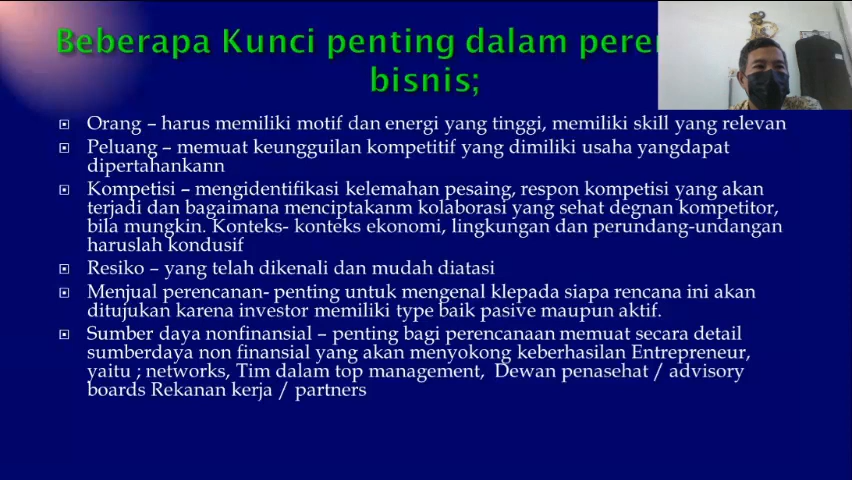 Beberapa Kunci penting dalam
bisnis;
Orang – harus memiliki motif dan energi yang tinggi, memiliki skill yang relevan
Peluang – memuat keungguilan kompetitif yang dimiliki usaha yangdapat
dipertahankann
Kompetisi – mengidentifikasi kelemahan pesaing, respon kompetisi yang akan
terjadi dan bagaimana menciptakanm kolaborasi yang sehat degnan kompetitor,
bila mungkin. Konteks- konteks ekonomi, lingkungan dan perundang-undangan
haruslah kondusif
Resiko – yang telah dikenali dan mudah diatasi
Menjual perencanan- penting untuk mengenal klepada siapa rencana ini akan
ditujukan karena investor memiliki type baik pasive maupun aktif.
Sumber daya nonfinansial – penting bagi perencanaan memuat secara detail
sumberdaya non finansial yang akan menyokong keberhasilan Entrepreneur,
yaitu ; networks, Tim dalam top management, Dewan penasehat / advisory
boards Rekanan kerja / partners